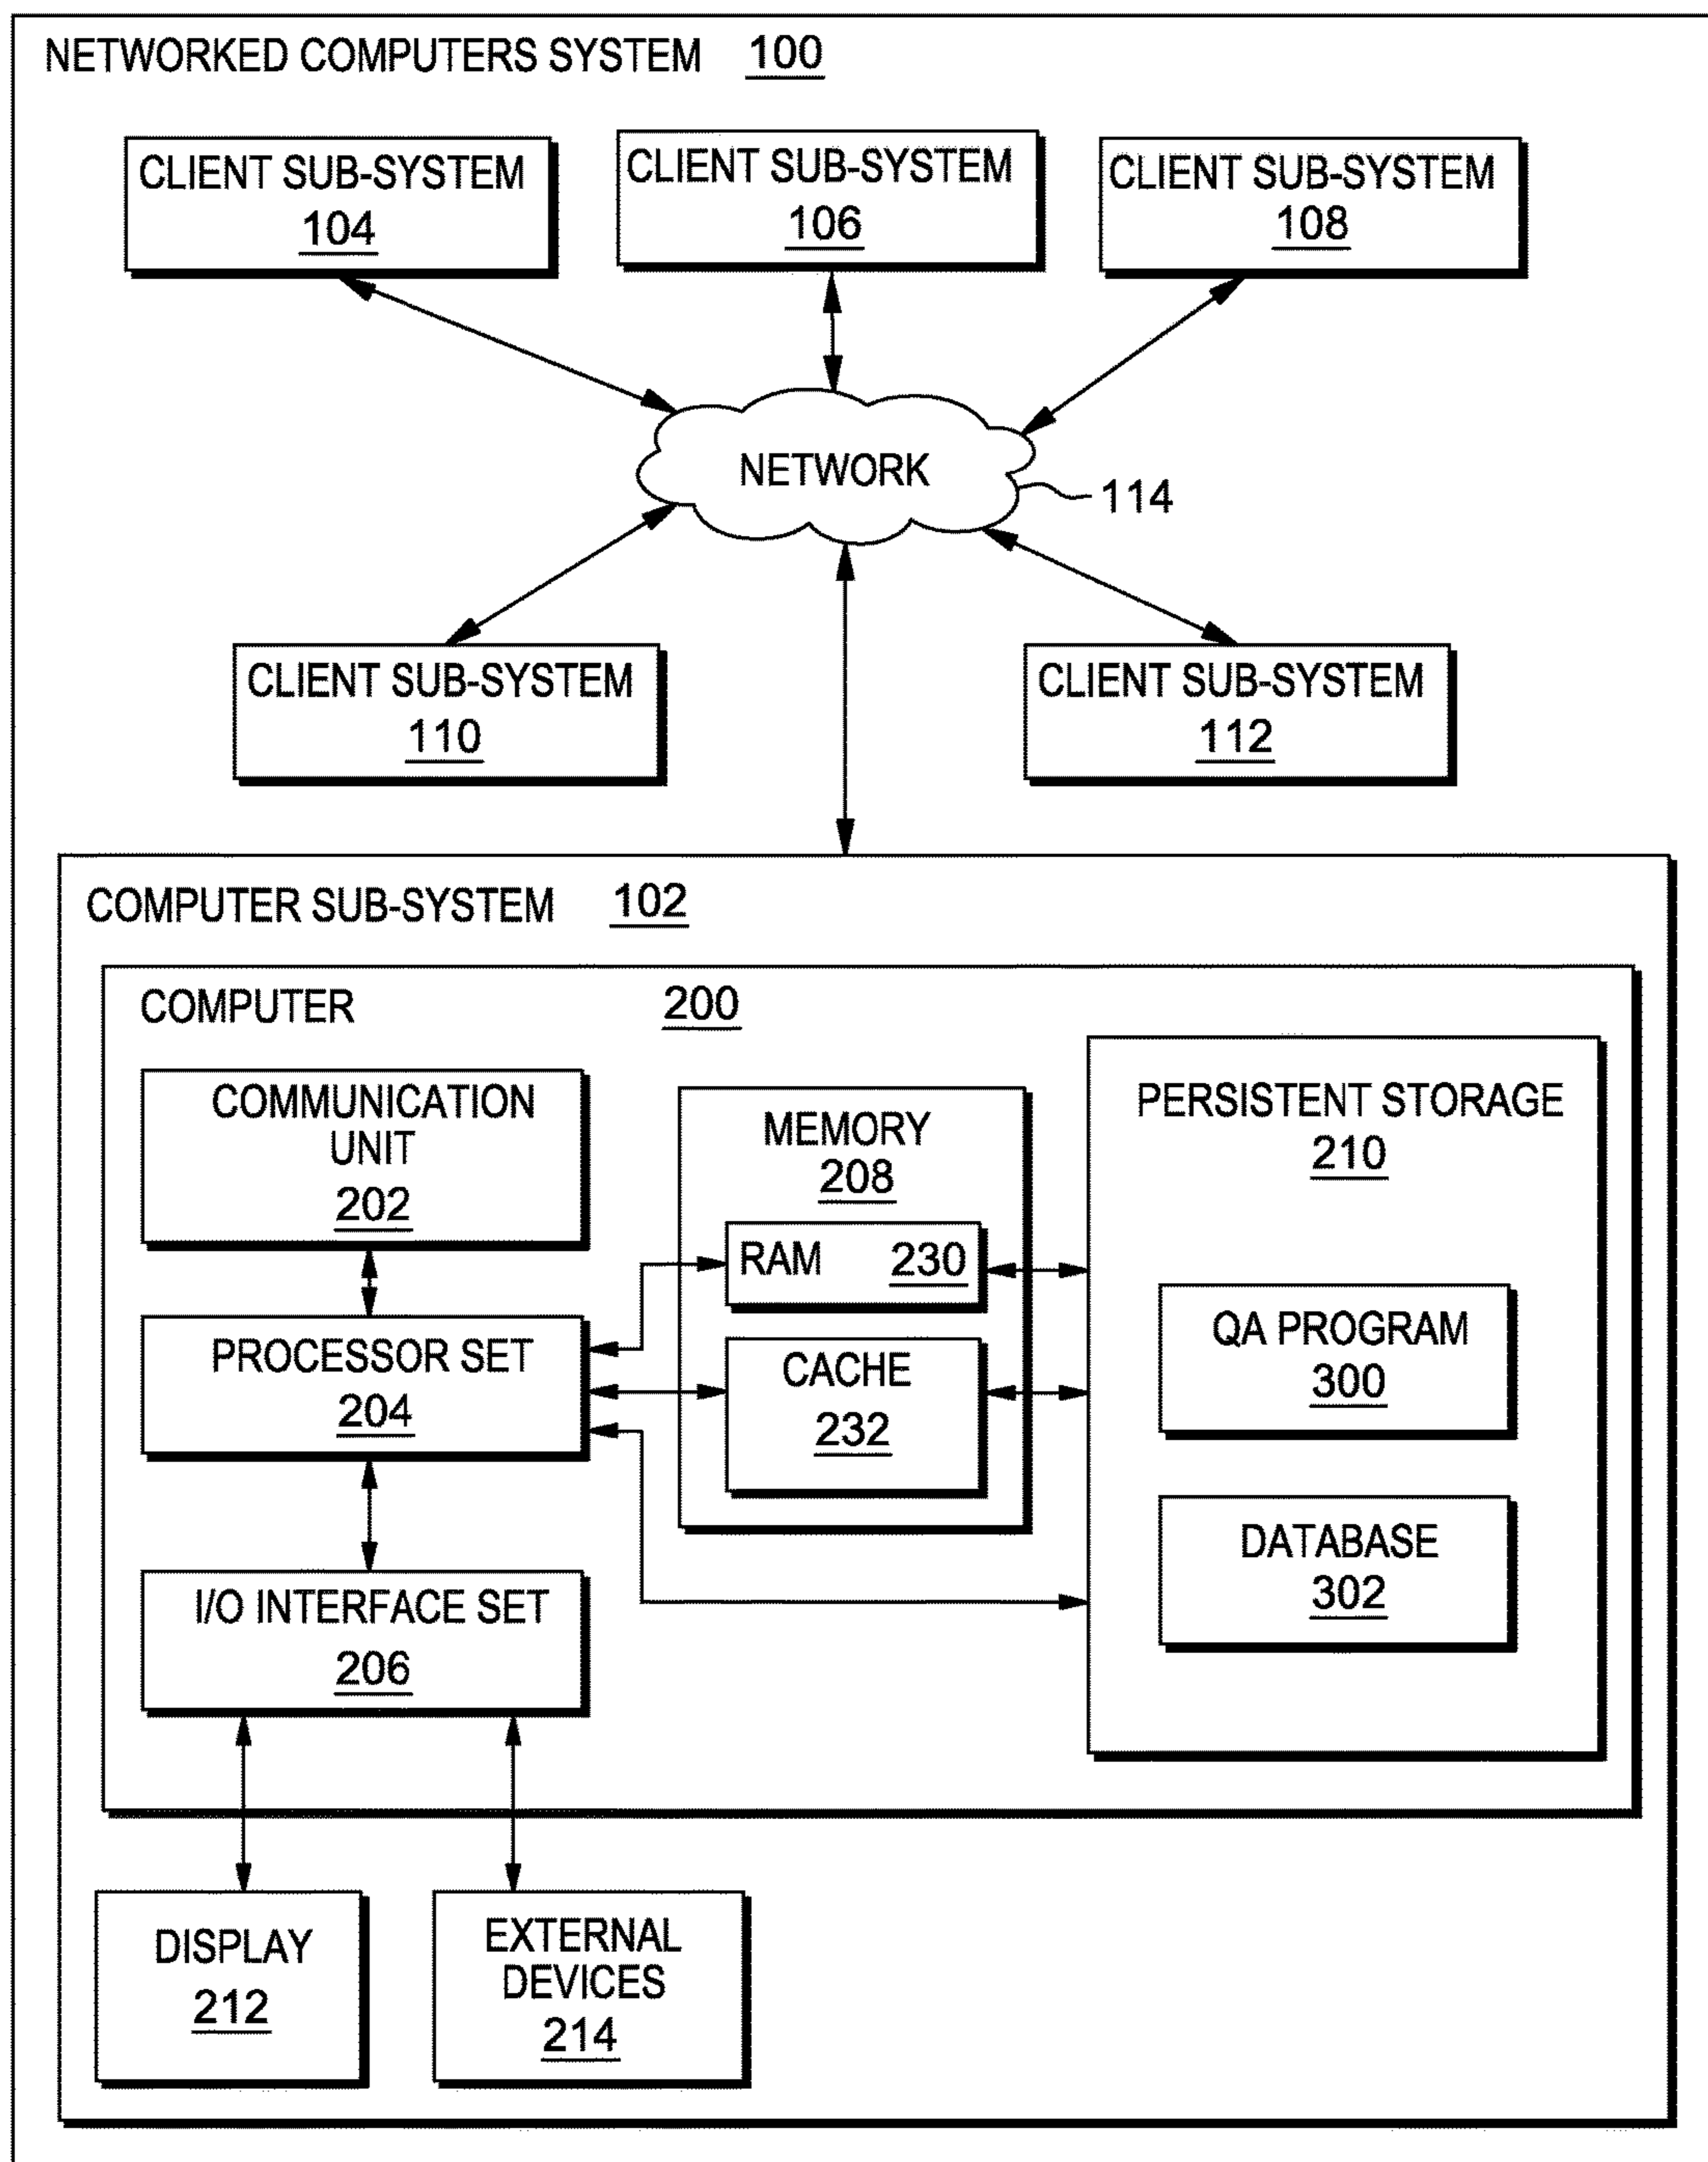 NETWORKED COMPUTERS SYSTEM 100
CLIENT SUB-SYSTEM
104
CLIENT SUB-SYSTEM
106
CLIENT SUB-SYSTEM
108
NETWORK
114
CLIENT SUB-SYSTEM
110
CLIENT SUB-SYSTEM
112
COMPUTER SUB-SYSTEM 102
COMPUTER 200
COMMUNICATION
UNIT
202
PROCESSOR SET
204
I/O INTERFACE SET
206
MEMORY
208
RAM 230
CACHE
232
PERSISTENT STORAGE
210
QA PROGRAM
300
DATABASE
302
DISPLAY
212
EXTERNAL
DEVICES
214